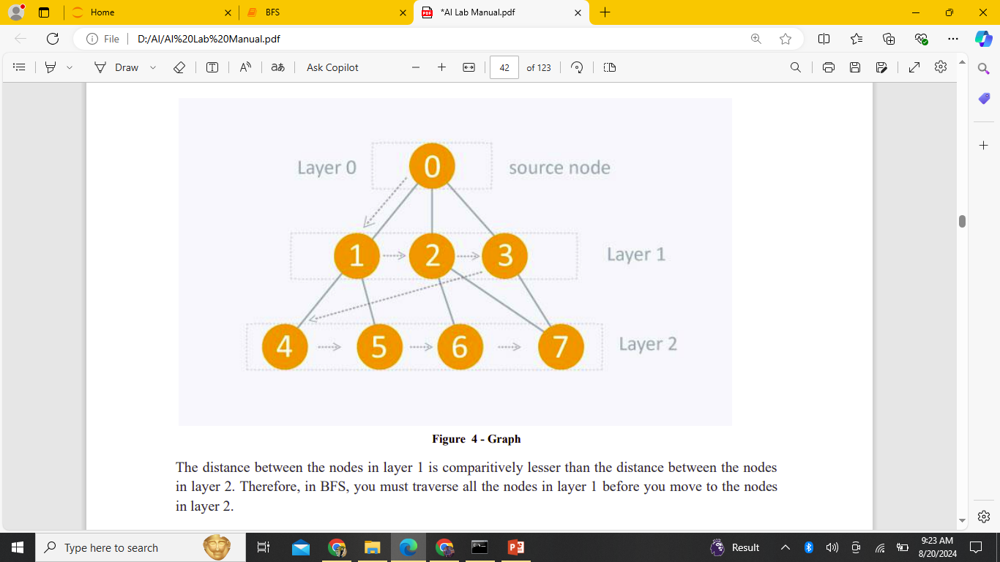 Home
BFS
*AI Lab Manual.pdf
File
D:/AI/AI%20Lab%20Manual.pdf
Draw
Ask Copilot
42
of 123
Layer 0
0
source node
1
2
3
Layer 1
4
5
6
7
Layer 2
Figure 4 - Graph
The distance between the nodes in layer 1 is comparitively lesser than the distance between the nodes
in layer 2. Therefore, in BFS, you must traverse all the nodes in layer 1 before you move to the nodes
in layer 2.
Type here to search
Result
9:23 AM
8/20/2024